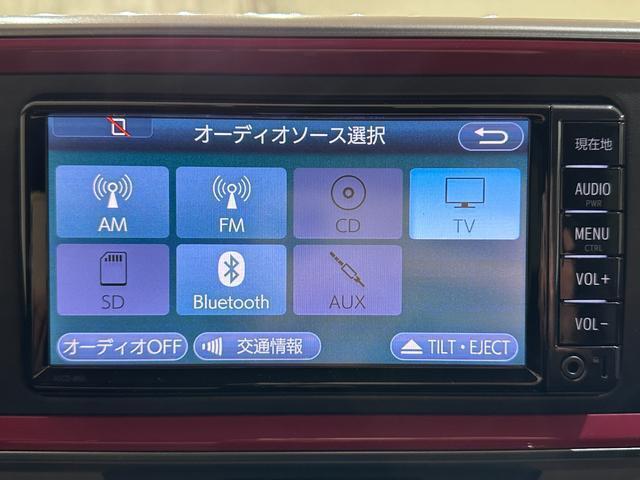 オーディオソース選択
AM
FM
CD
TV
SD
Bluetooth
AUX
オーディオOFF
交通情報
TILT・EJECT
現在地
AUDIO
PWR
MENU
CTRL
VOL+
VOL-